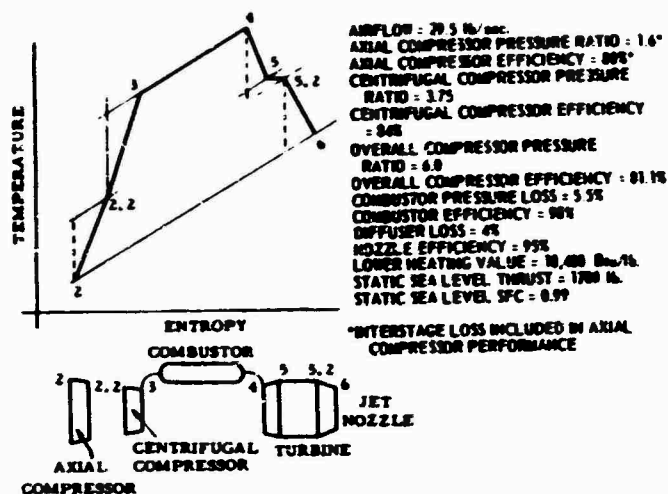 4
3
5
5.2
6
2.2
2
TEMPERATURE
ENTROPY
AIRFLOW = 29.5 lb/sec.
AXIAL COMPRESSOR PRESSURE RATIO = 1.6*
AXIAL COMPRESSOR EFFICIENCY = 80%*
CENTRIFUGAL COMPRESSOR PRESSURE
RATIO = 3.75
CENTRIFUGAL COMPRESSOR EFFICIENCY
= 84%
OVERALL COMPRESSOR PRESSURE
RATIO = 6.0
OVERALL COMPRESSOR EFFICIENCY = 81.1%
COMBUSTOR PRESSURE LOSS = 5.5%
COMBUSTOR EFFICIENCY = 98%
DIFFUSER LOSS = 4%
NOZZLE EFFICIENCY = 95%
LOWER HEATING VALUE = 18,400 Btu/lb.
STATIC SEA LEVEL THRUST = 1700 lb.
STATIC SEA LEVEL SFC = 0.99
*INTERSTAGE LOSS INCLUDED IN AXIAL
COMPRESSOR PERFORMANCE
COMBUSTOR
2 2.2 3 4 5 5.2 6
JET
NOZZLE
TURBINE
CENTRIFUGAL
COMPRESSOR
AXIAL
COMPRESSOR